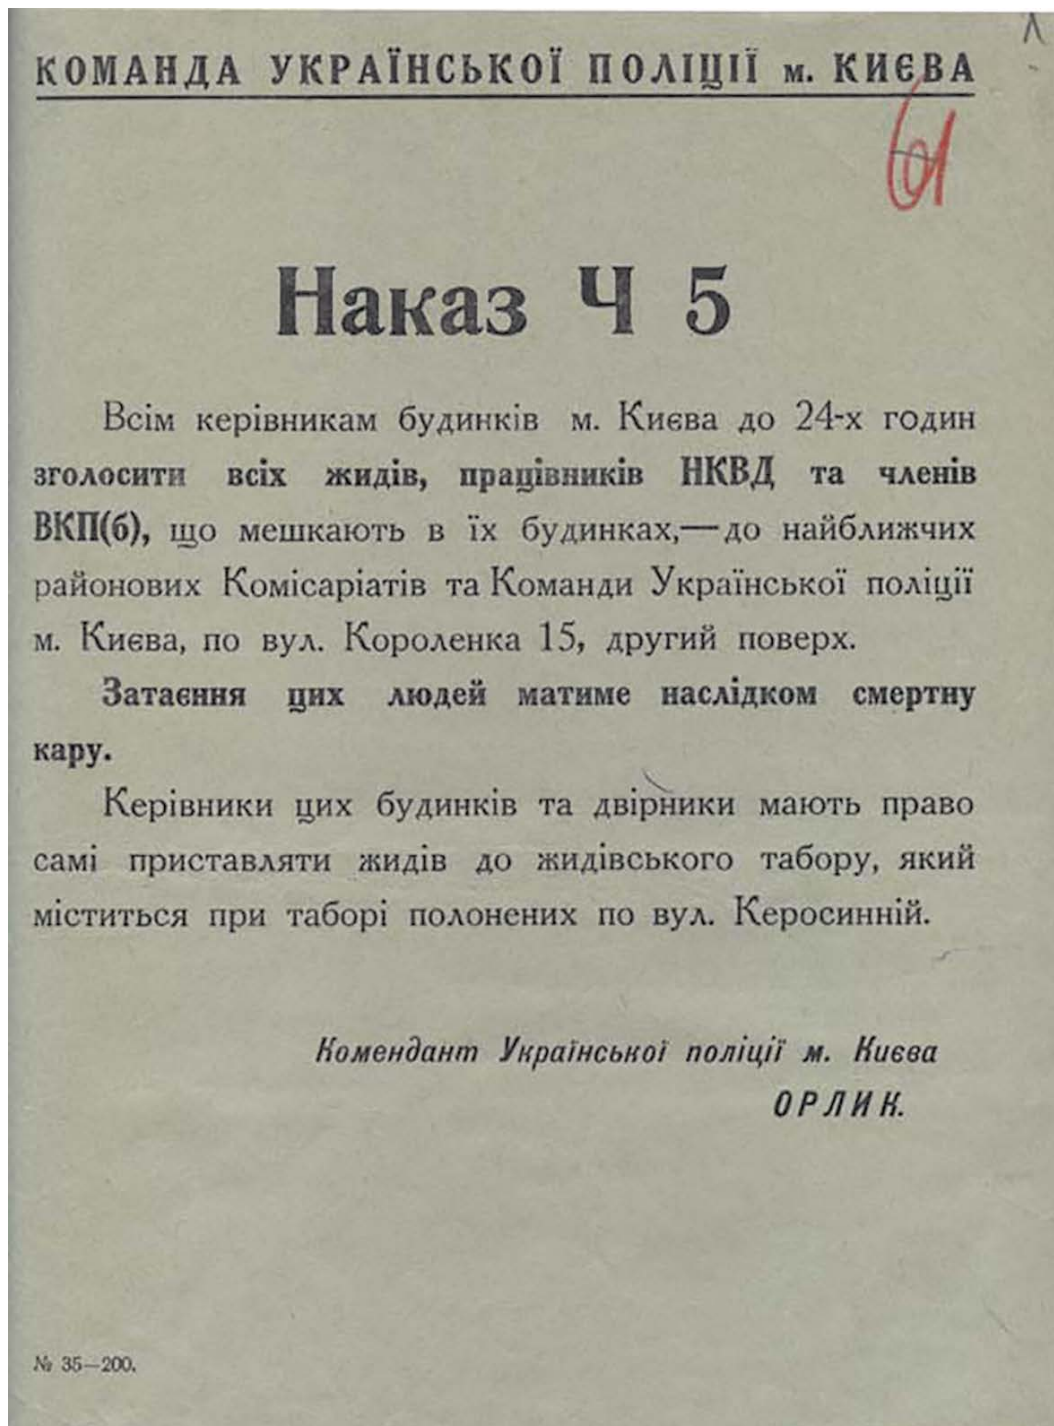 КОМАНДА УКРАЇНСЬКОЇ ПОЛІЦІЇ м. КИЄВА
61
Наказ Ч 5
Всім керівникам будинків м. Києва до 24-х годин
зголосити всіх жидів, працівників НКВД та членів
ВКП(б), що мешкають в їх будинках,—до найближчих
районових Комісаріатів та Команди Української поліції
м. Києва, по вул. Короленка 15, другий поверх.
Затаєння цих людей матиме наслідком смертну
кару.
Керівники цих будинків та двірники мають право
самі приставляти жидів до жидівського табору, який
міститься при таборі полонених по вул. Керосинній.
Комендант Української поліції м. Києва
ОРЛИК.
№ 35—200.